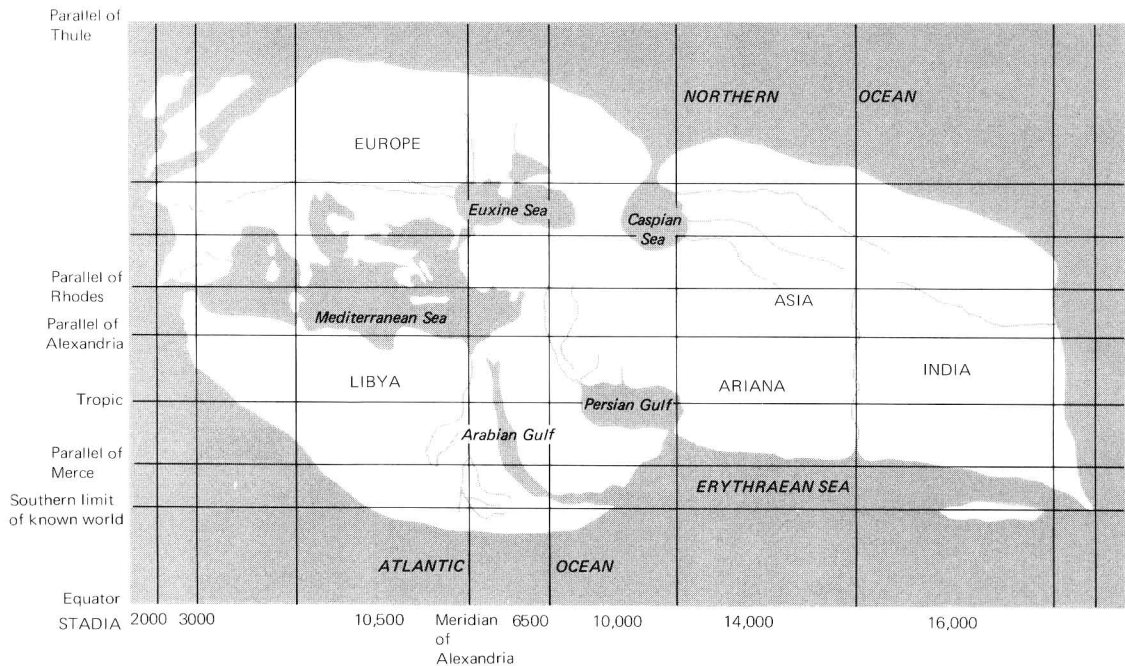 Parallel of
Thule
NORTHERN OCEAN
EUROPE
Euxine Sea
Caspian
Sea
Parallel of
Rhodes
ASIA
Mediterranean Sea
Parallel of
Alexandria
LIBYA
ARIANA
INDIA
Tropic
Persian Gulf
Arabian Gulf
Parallel of
Merce
ERYTHRAEAN SEA
Southern limit
of known world
ATLANTIC OCEAN
Equator
STADIA 2000 3000 10,500 Meridian 6500 10,000 14,000 16,000
of
Alexandria